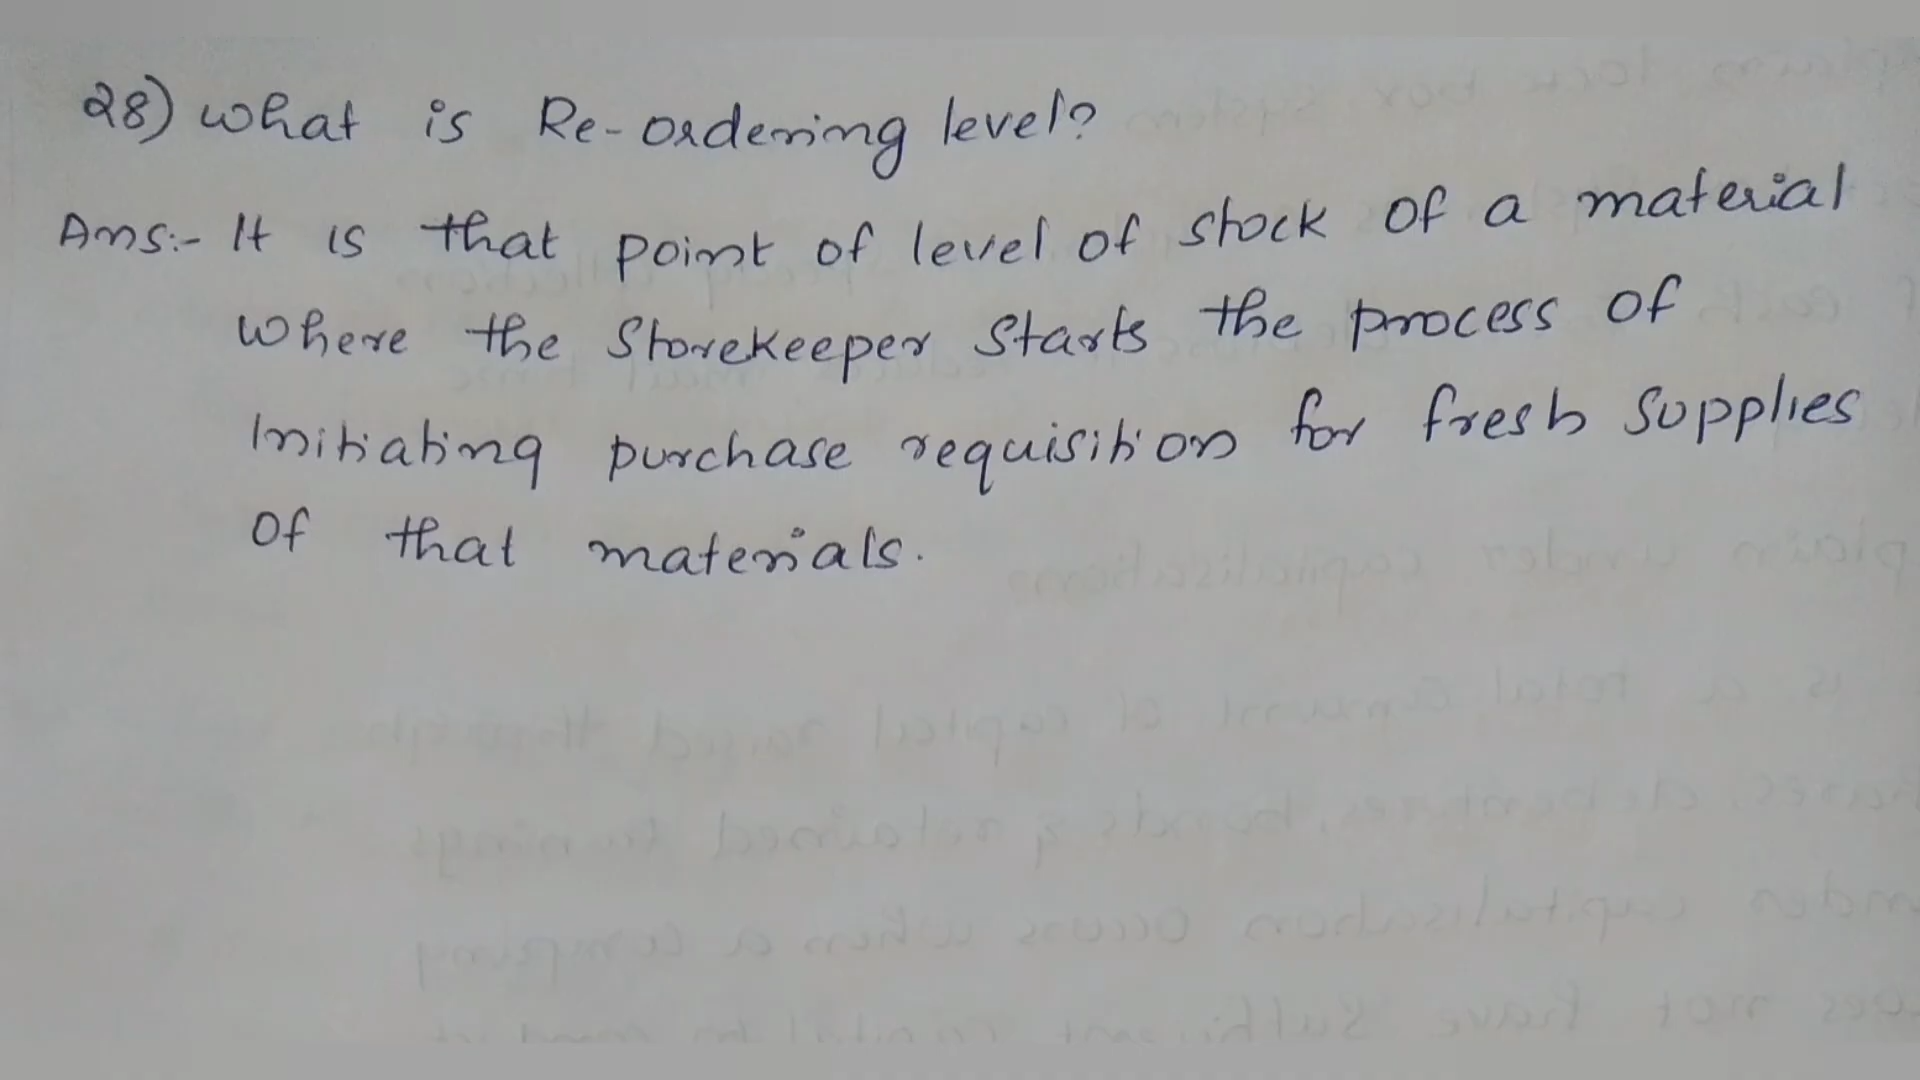 28) What is Re-ordering level?
Ans:- It is that point of level of stock of a material
where the Storekeeper Starts the process of
Initiating purchase requisition for fresh Supplies
Of that materials.